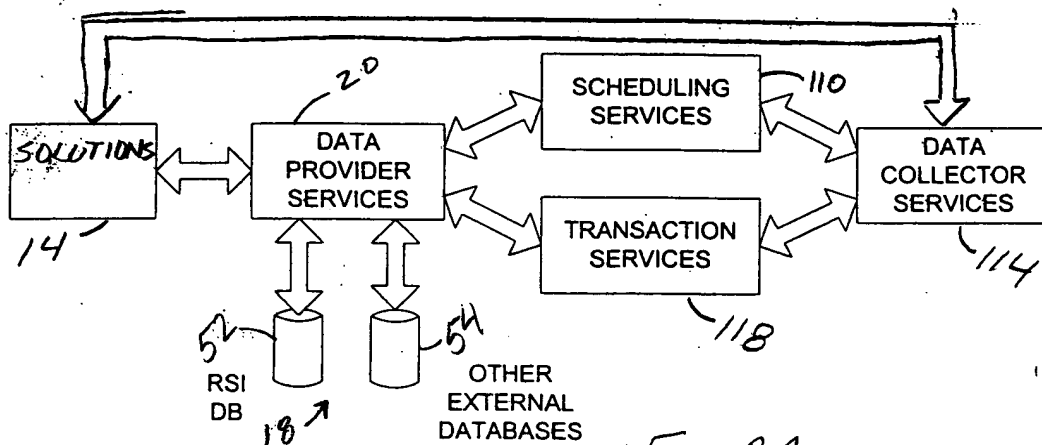 20
SCHEDULING
SERVICES
110
SOLUTIONS
14
DATA
PROVIDER
SERVICES
DATA
COLLECTOR
SERVICES
114
TRANSACTION
SERVICES
118
52
RSI
DB
18
54
OTHER
EXTERNAL
DATABASES